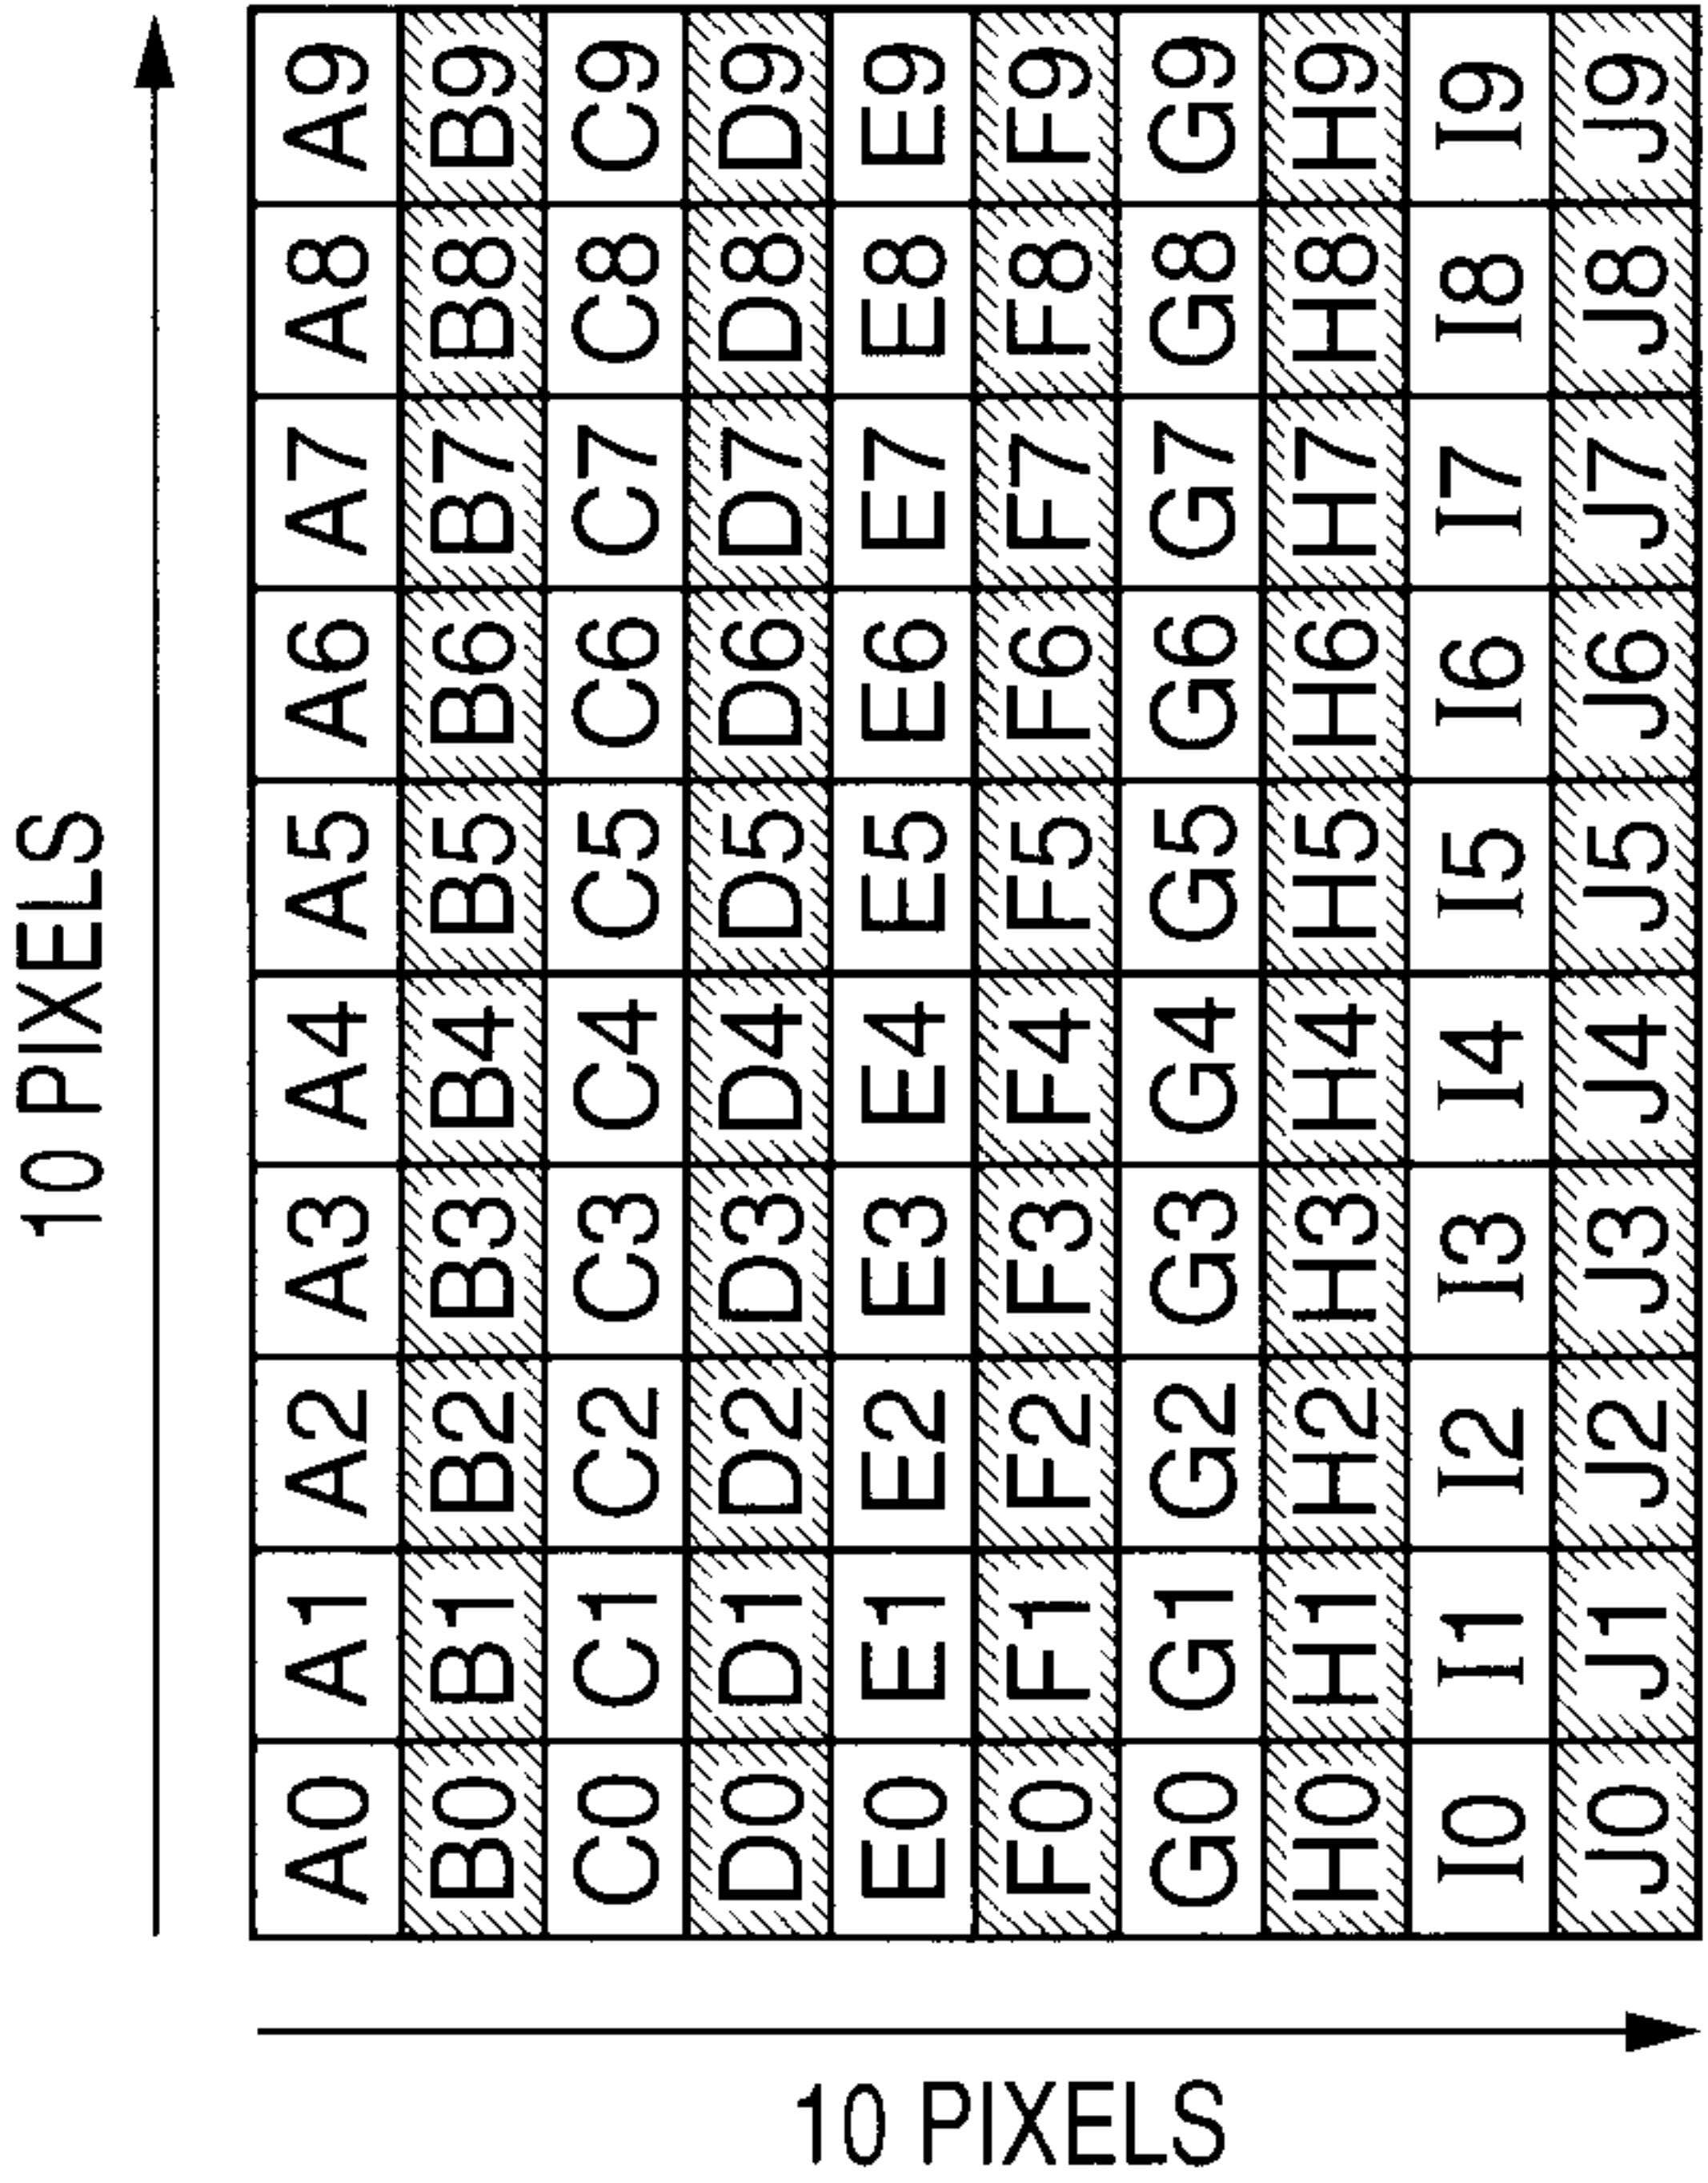 10 PIXELS
A0 A1 A2 A3 A4 A5 A6 A7 A8 A9
B0 B1 B2 B3 B4 B5 B6 B7 B8 B9
C0 C1 C2 C3 C4 C5 C6 C7 C8 C9
D0 D1 D2 D3 D4 D5 D6 D7 D8 D9
E0 E1 E2 E3 E4 E5 E6 E7 E8 E9
F0 F1 F2 F3 F4 F5 F6 F7 F8 F9
G0 G1 G2 G3 G4 G5 G6 G7 G8 G9
H0 H1 H2 H3 H4 H5 H6 H7 H8 H9
I0 I1 I2 I3 I4 I5 I6 I7 I8 I9
J0 J1 J2 J3 J4 J5 J6 J7 J8 J9
10 PIXELS